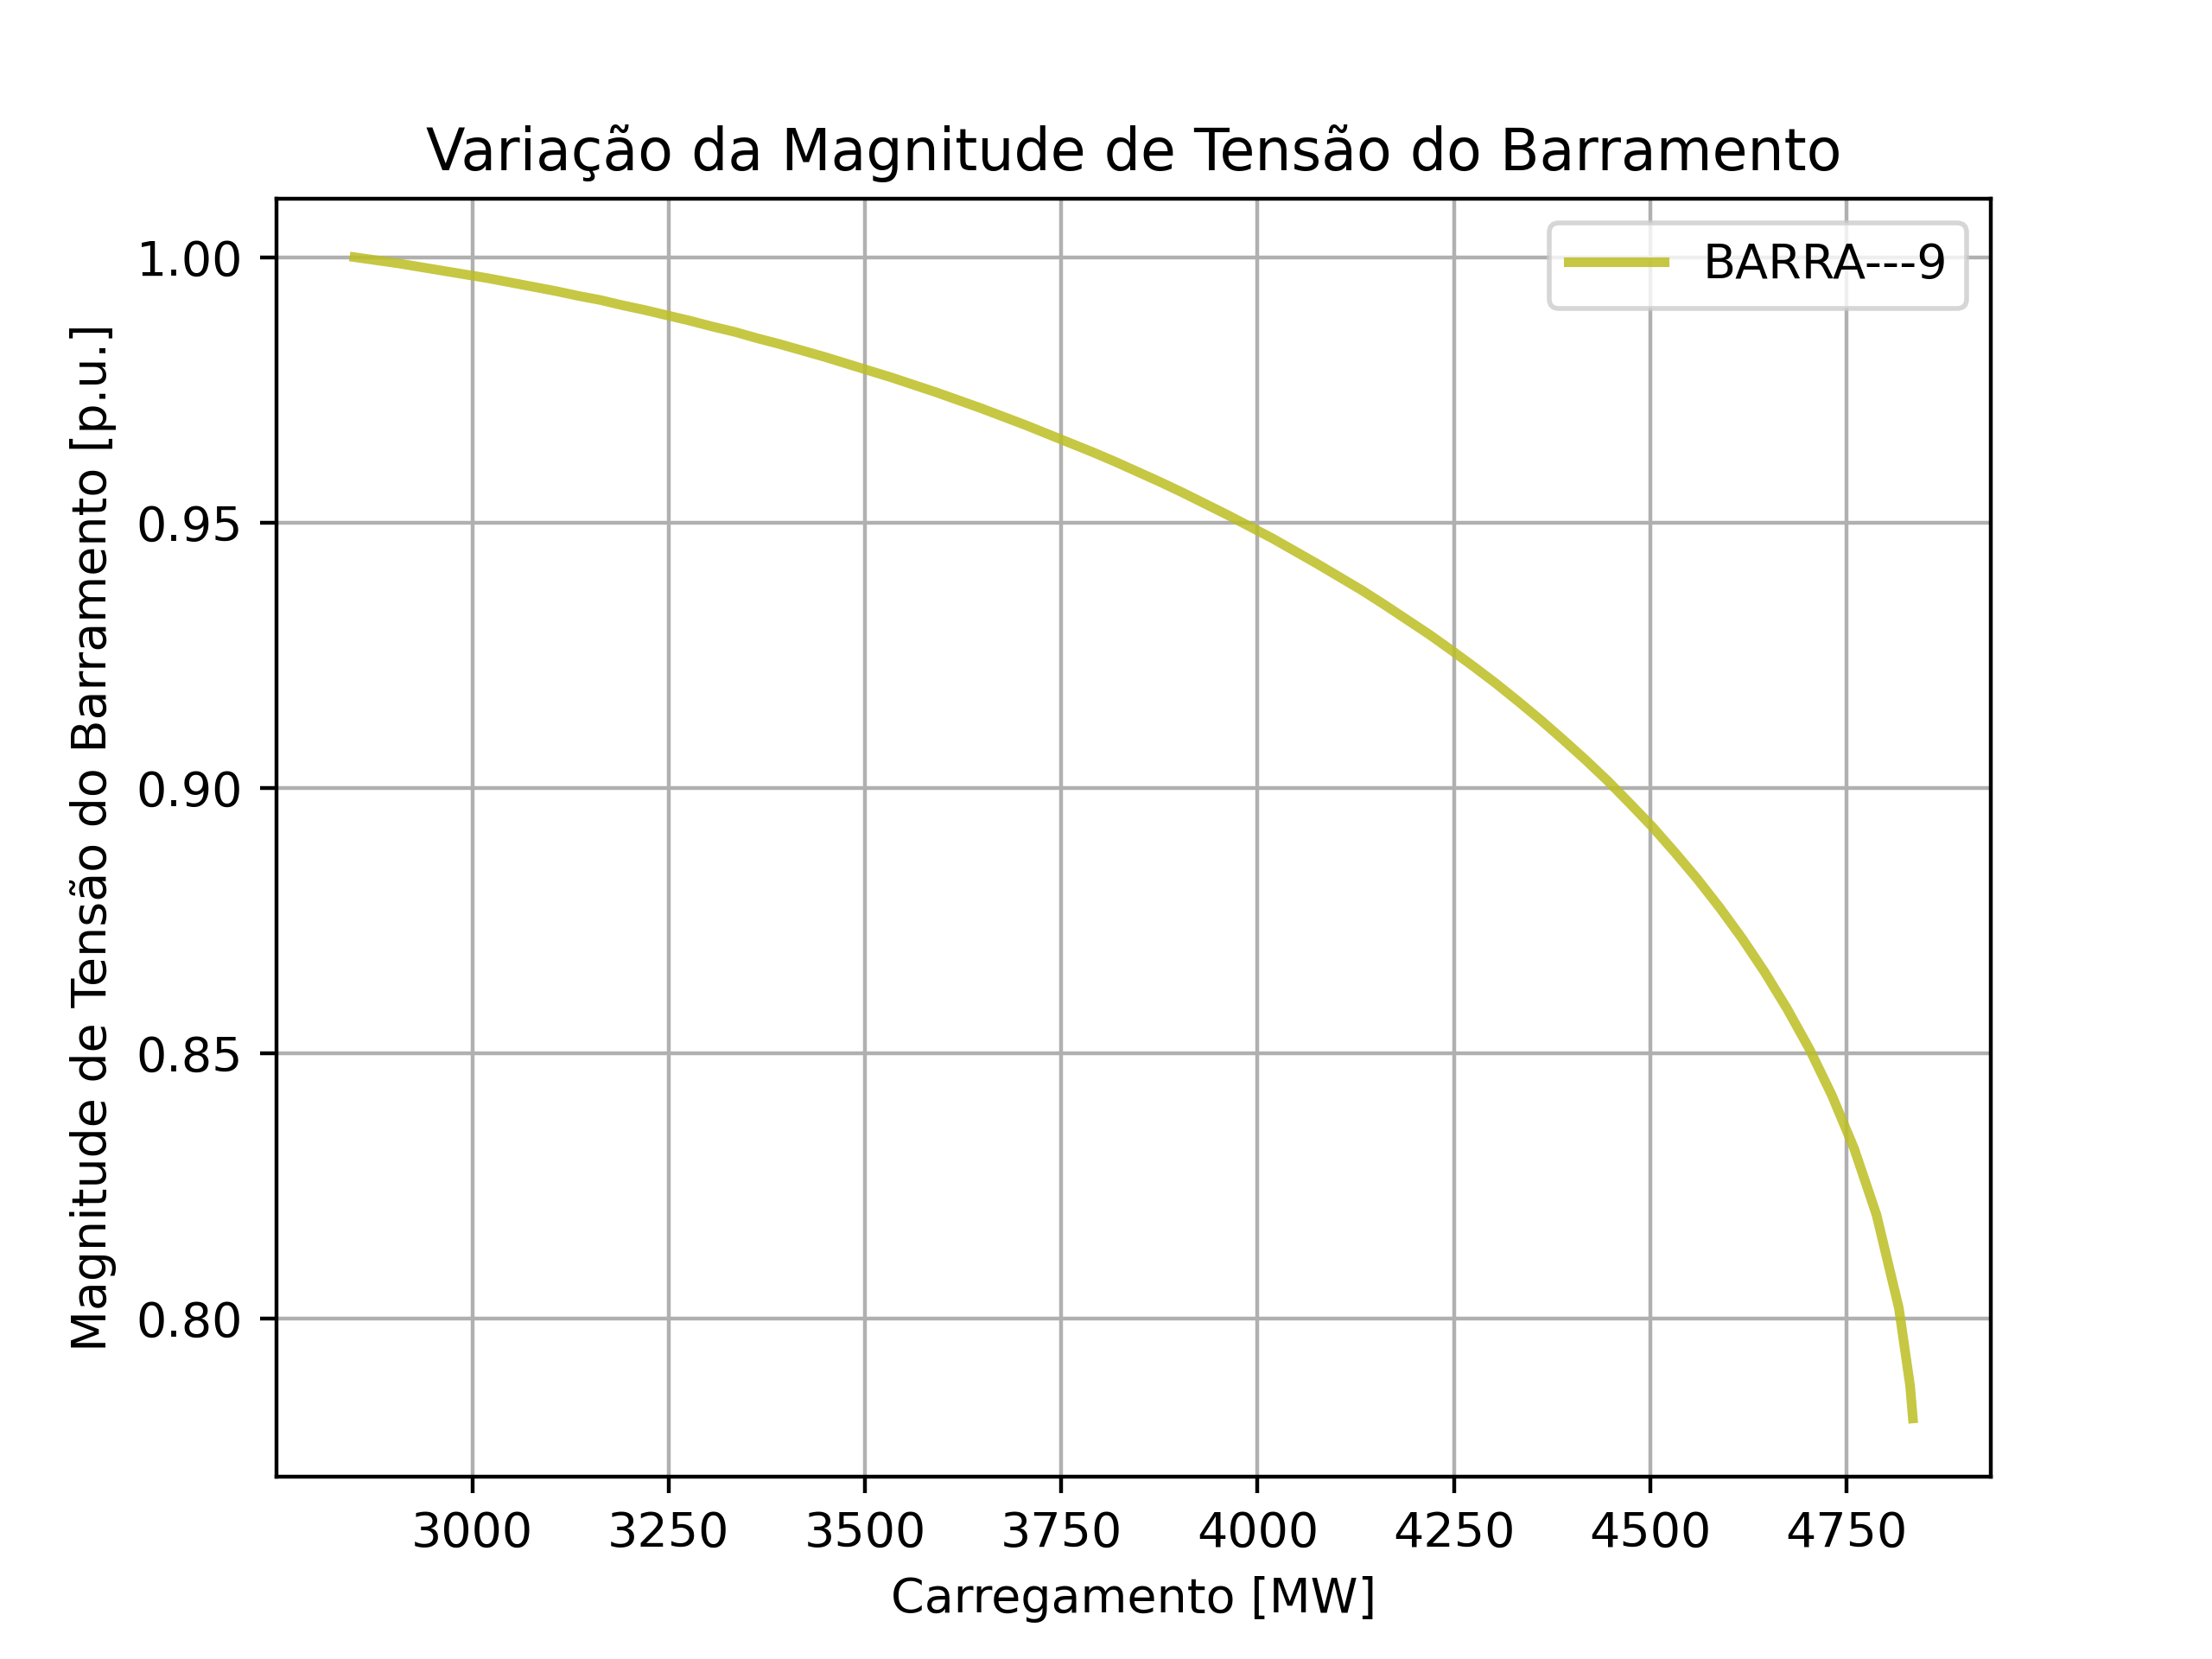 Variação da Magnitude de Tensão do Barramento
BARRA---9
Magnitude de Tensão do Barramento [p.u.]
1.00
0.95
0.90
0.85
0.80
3000 3250 3500 3750 4000 4250 4500 4750
Carregamento [MW]